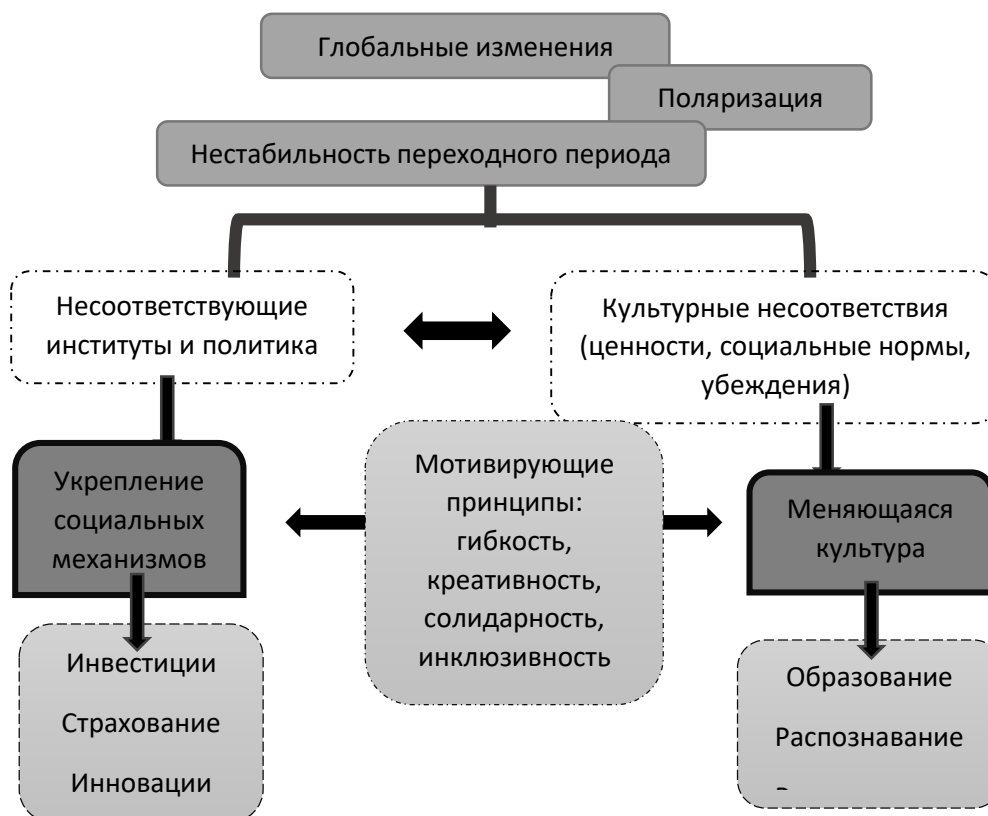 Глобальные изменения
Поляризация
Нестабильность переходного периода
Несоответствующие
институты и политика
Культурные несоответствия
(ценности, социальные нормы,
убеждения)
Укрепление
социальных
механизмов
Мотивирующие
принципы:
гибкость,
креативность,
солидарность,
инклюзивность
Меняющаяся
культура
Инвестиции
Страхование
Инновации
Образование
Распознавание